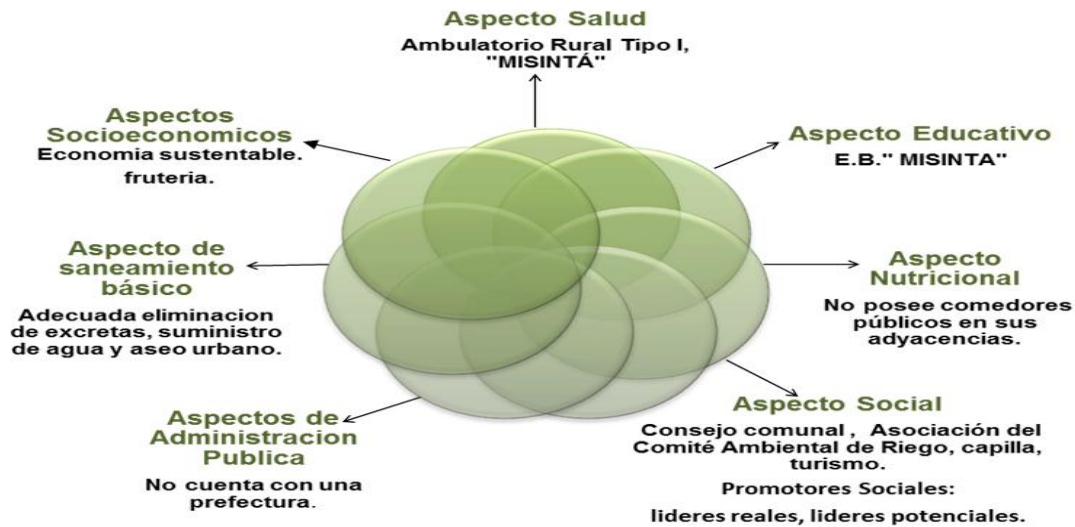 Aspecto Salud
Ambulatorio Rural Tipo I,
"MISINTÁ"
Aspectos
Socioeconomicos
Economia sustentable.
fruteria.
Aspecto Educativo
E.B." MISINTA"
Aspecto de
saneamiento
básico
Adecuada eliminacion
de excretas, suministro
de agua y aseo urbano.
Aspecto
Nutricional
No posee comedores
públicos en sus
adyacencias.
Aspectos de
Administracion
Publica
No cuenta con una
prefectura.
Aspecto Social
Consejo comunal , Asociación del
Comité Ambiental de Riego, capilla,
turismo.
Promotores Sociales:
lideres reales, lideres potenciales.